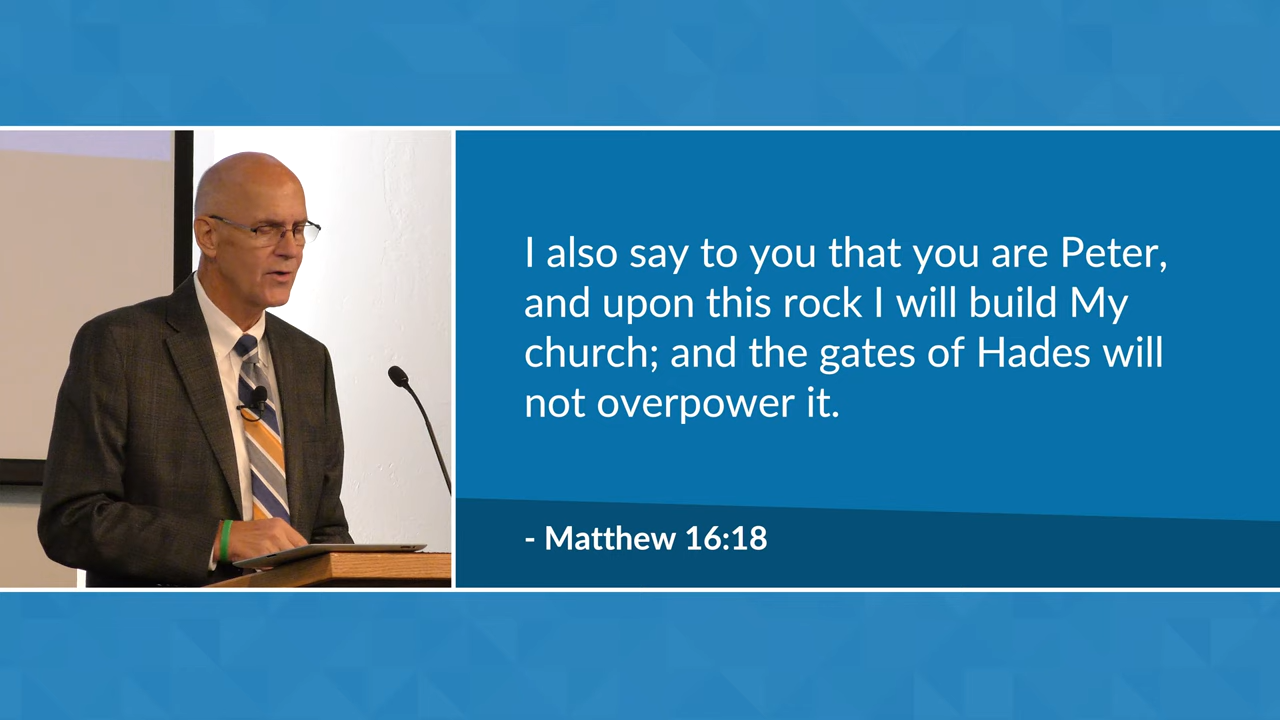 I also say to you that you are Peter,
and upon this rock I will build My
church; and the gates of Hades will
not overpower it.
- Matthew 16:18